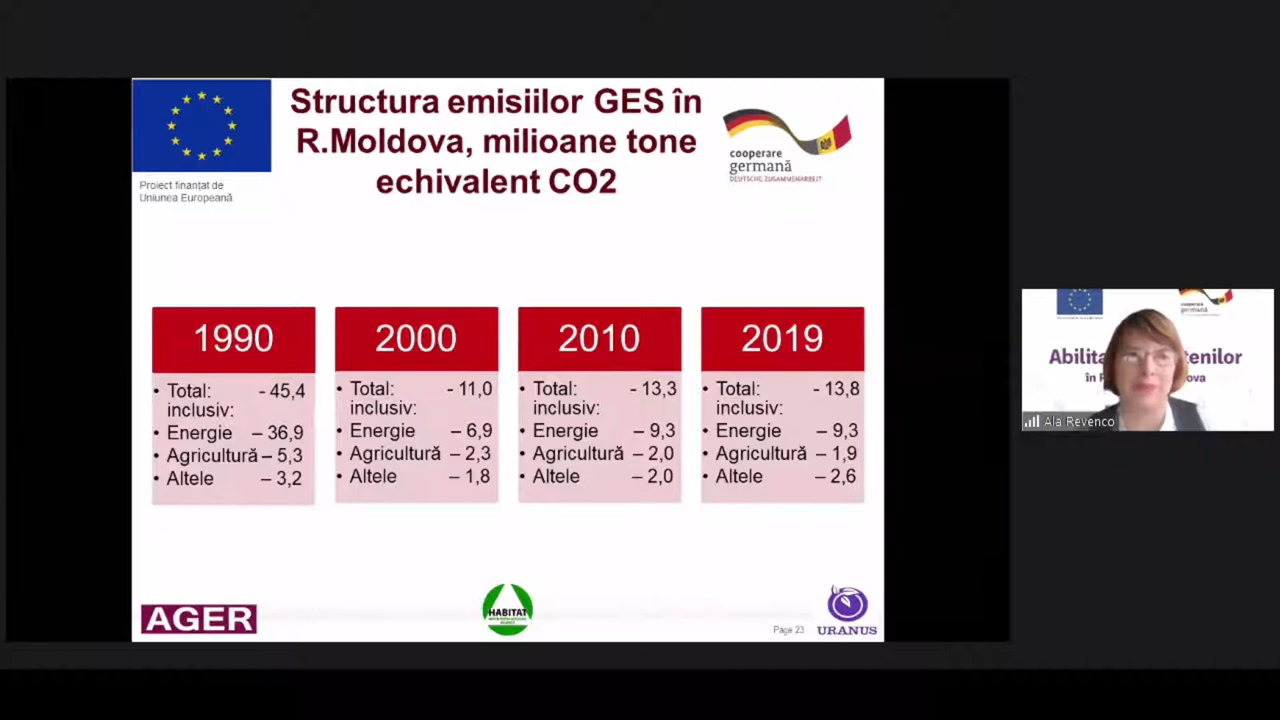 Structura emisiilor GES în
R.Moldova, milioane tone
echivalent CO2
Proiect finanțat de
Uniunea Europeană
cooperare
germană
DEUTSCHE ZUSAMMENARBEIT
1990
• Total: - 45,4
inclusiv:
• Energie – 36,9
• Agricultură – 5,3
• Altele – 3,2
2000
• Total: - 11,0
inclusiv:
• Energie – 6,9
• Agricultură – 2,3
• Altele – 1,8
2010
• Total: - 13,3
inclusiv:
• Energie – 9,3
• Agricultură – 2,0
• Altele – 2,0
2019
• Total: - 13,8
inclusiv:
• Energie – 9,3
• Agricultură – 1,9
• Altele – 2,6
AGER
HABITAT
Page 23
URANUS
cooperare
germană
Abilita tenilor
în ova
Ala Revenco